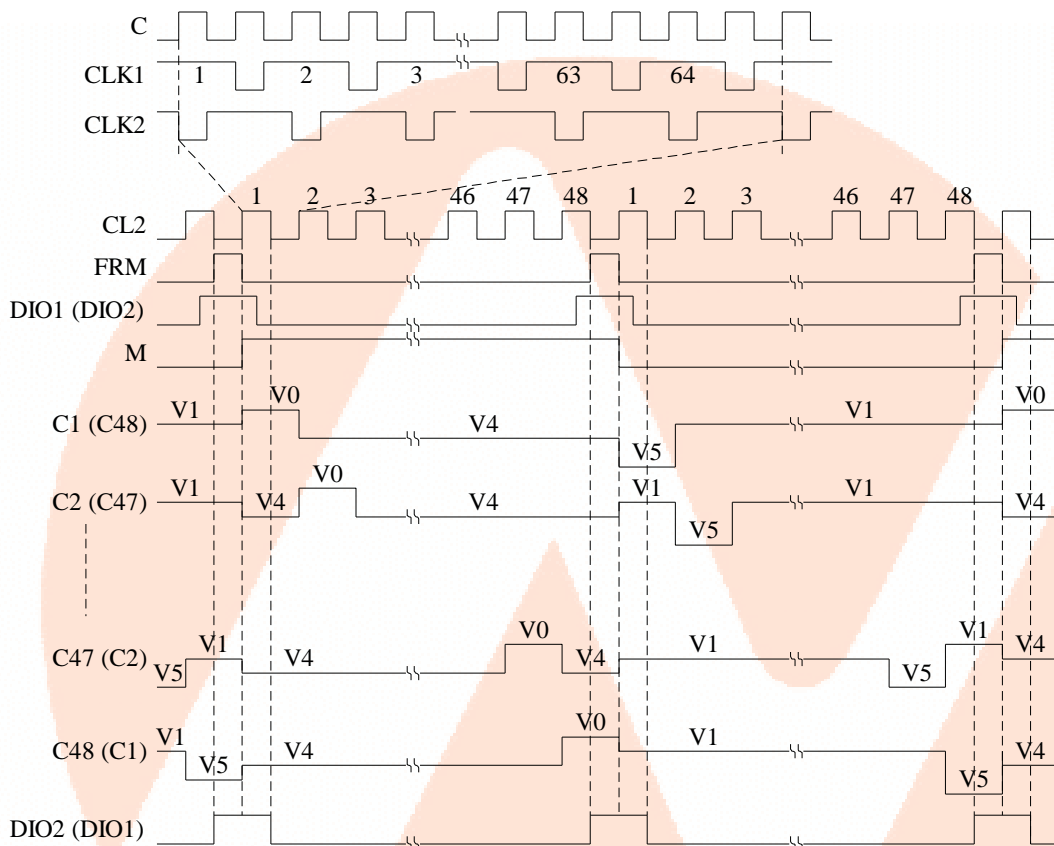 C
CLK1 1 2 3 63 64
CLK2
1 2 3 46 47 48 1 2 3 46 47 48
CL2
FRM
DIO1 (DIO2)
M
V1 V0 V4 V1 V0
C1 (C48)
V5
V0
V1 V4 V4 V1 V1 V4
C2 (C47)
V5
V1 V0 V1
C47 (C2) V4 V4 V1 V4
V5 V5
V0
V1 V4 V1 V4
C48 (C1)
V5 V5
DIO2 (DIO1)